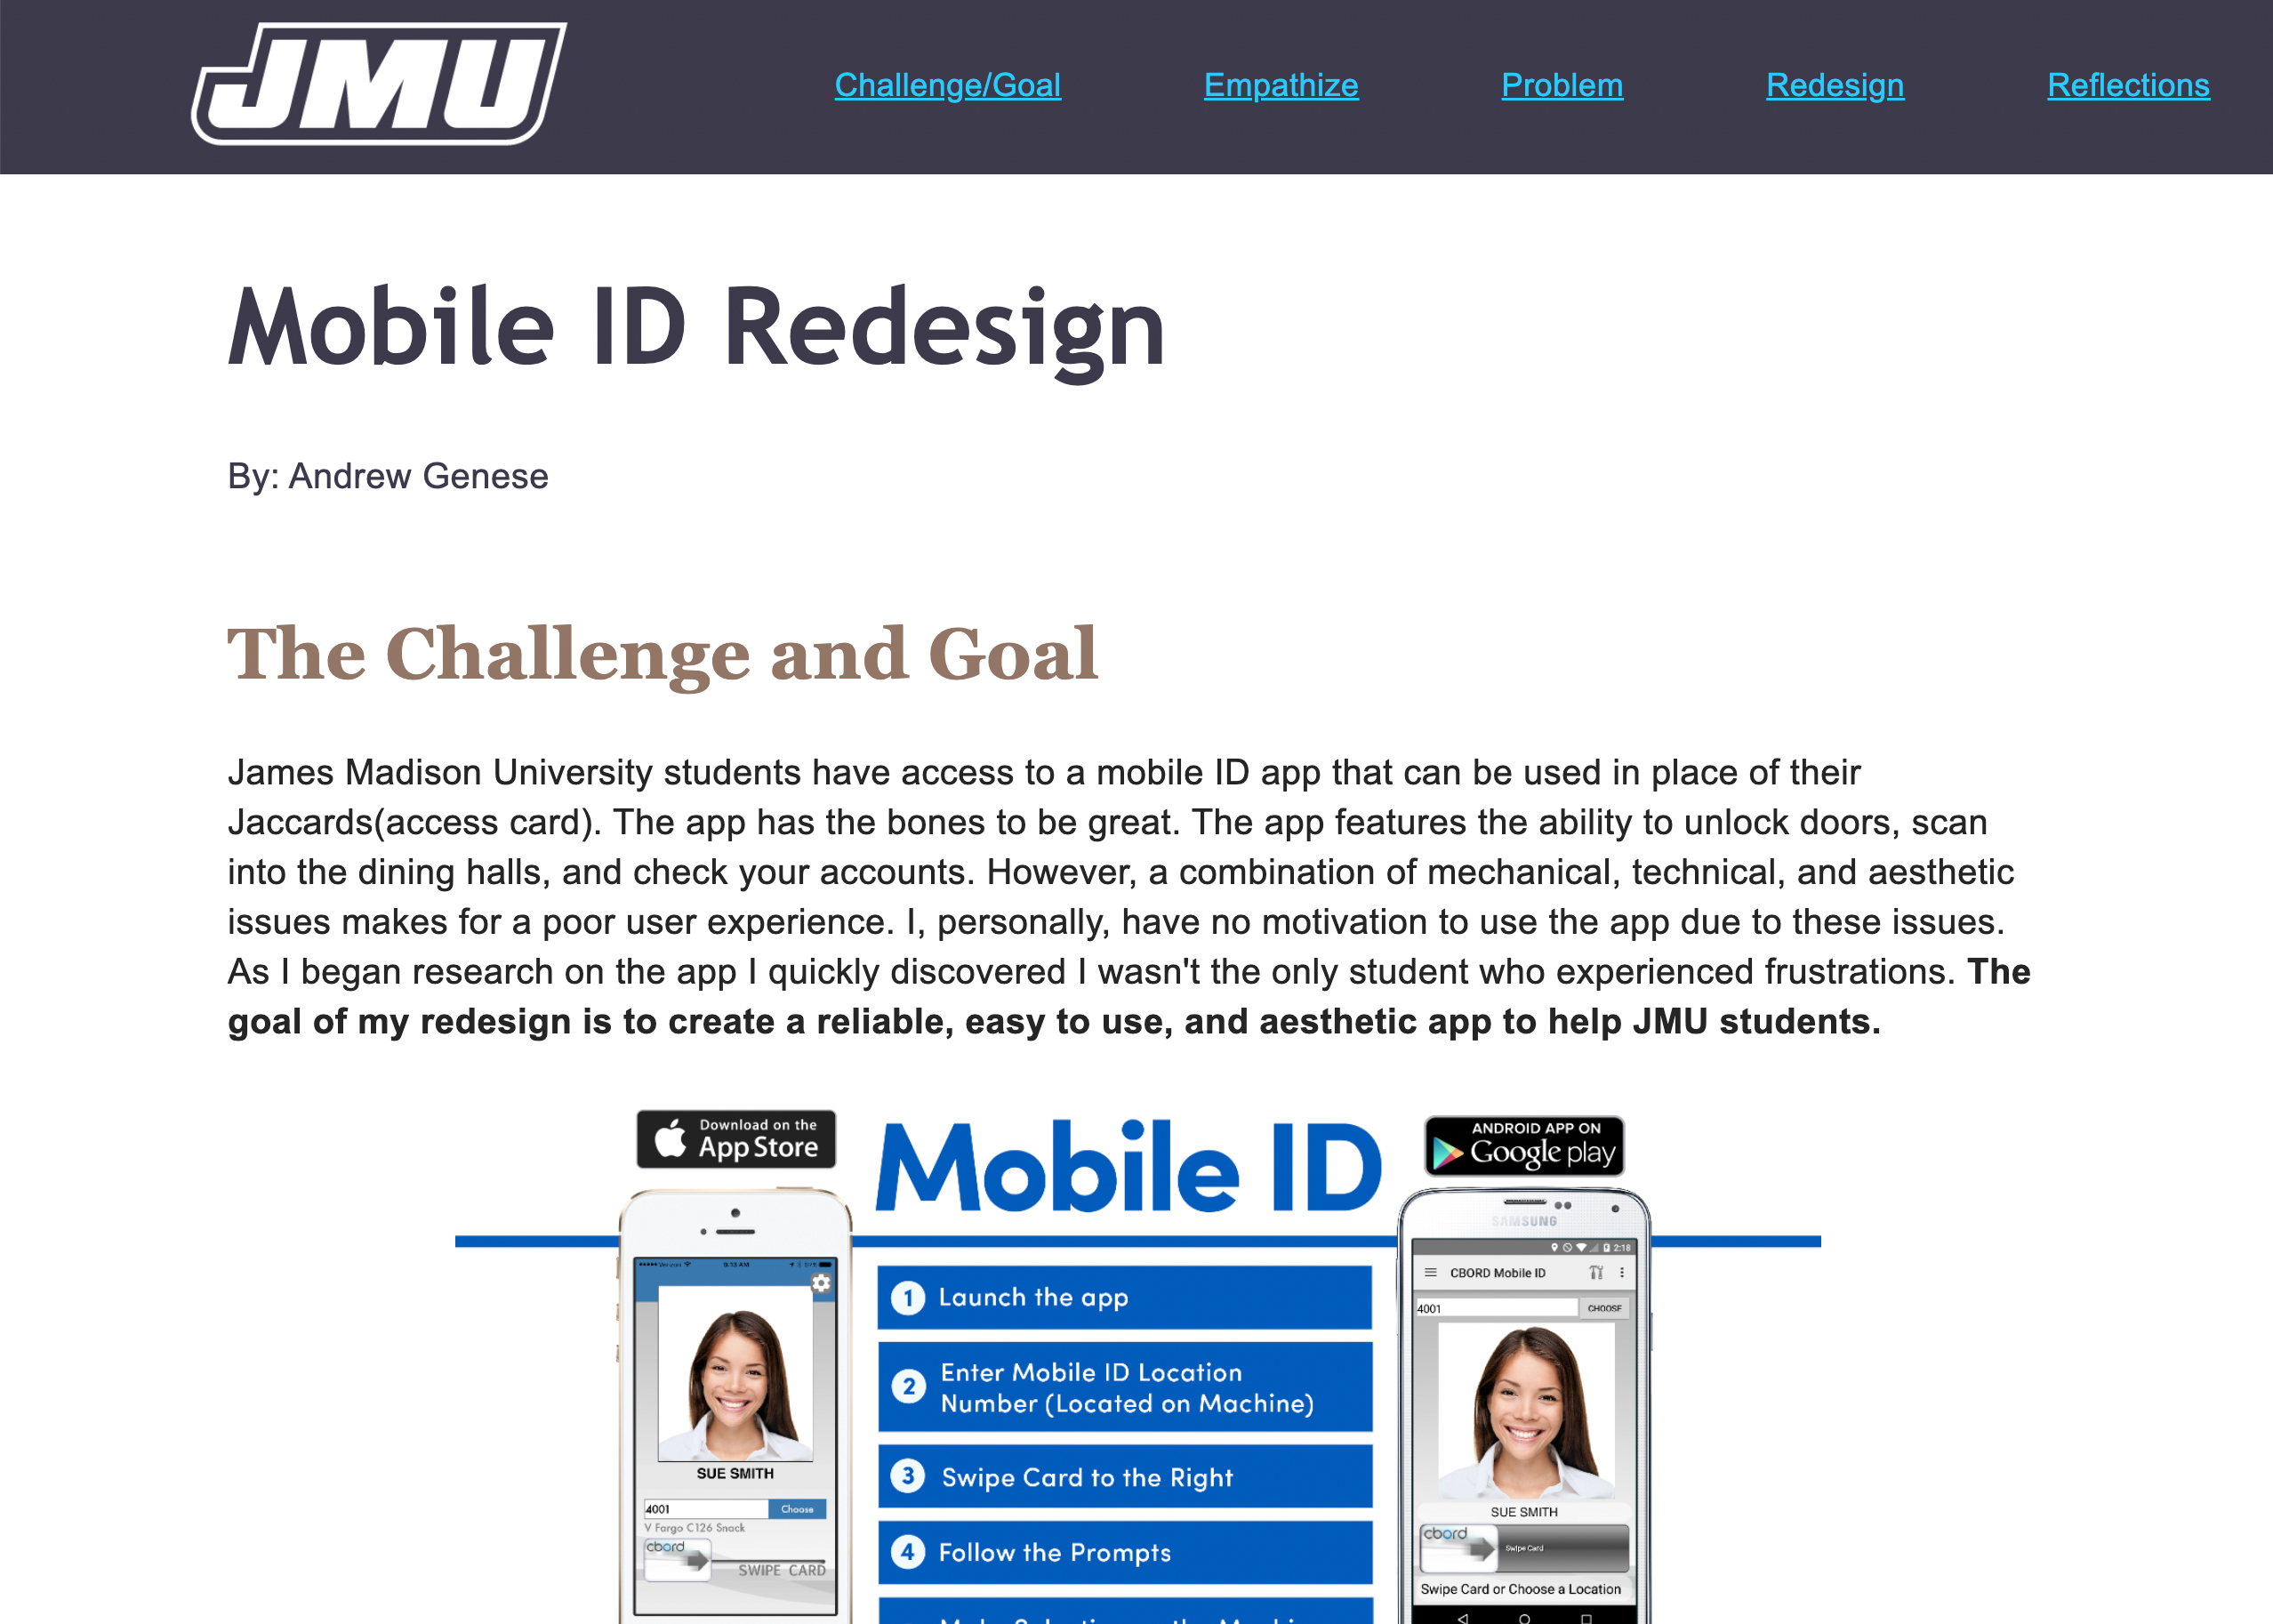 JMU
Challenge/Goal
Empathize
Problem
Redesign
Reflections
Mobile ID Redesign
By: Andrew Genese
The Challenge and Goal
James Madison University students have access to a mobile ID app that can be used in place of their
Jaccards(access card). The app has the bones to be great. The app features the ability to unlock doors, scan
into the dining halls, and check your accounts. However, a combination of mechanical, technical, and aesthetic
issues makes for a poor user experience. I, personally, have no motivation to use the app due to these issues.
As I began research on the app I quickly discovered I wasn't the only student who experienced frustrations. The
goal of my redesign is to create a reliable, easy to use, and aesthetic app to help JMU students.
Download on the
App Store
Mobile ID
ANDROID APP ON
Google play
Verizon
9:13 AM
SUE SMITH
4001
Choose
V Fargo C126 Snack
cbord
SWIPE CARD
1 Launch the app
2 Enter Mobile ID Location
Number (Located on Machine)
3 Swipe Card to the Right
4 Follow the Prompts
SAMSUNG
2:18
CBORD Mobile ID
4001
CHOOSE
SUE SMITH
cbord
Swipe Card
Swipe Card or Choose a Location